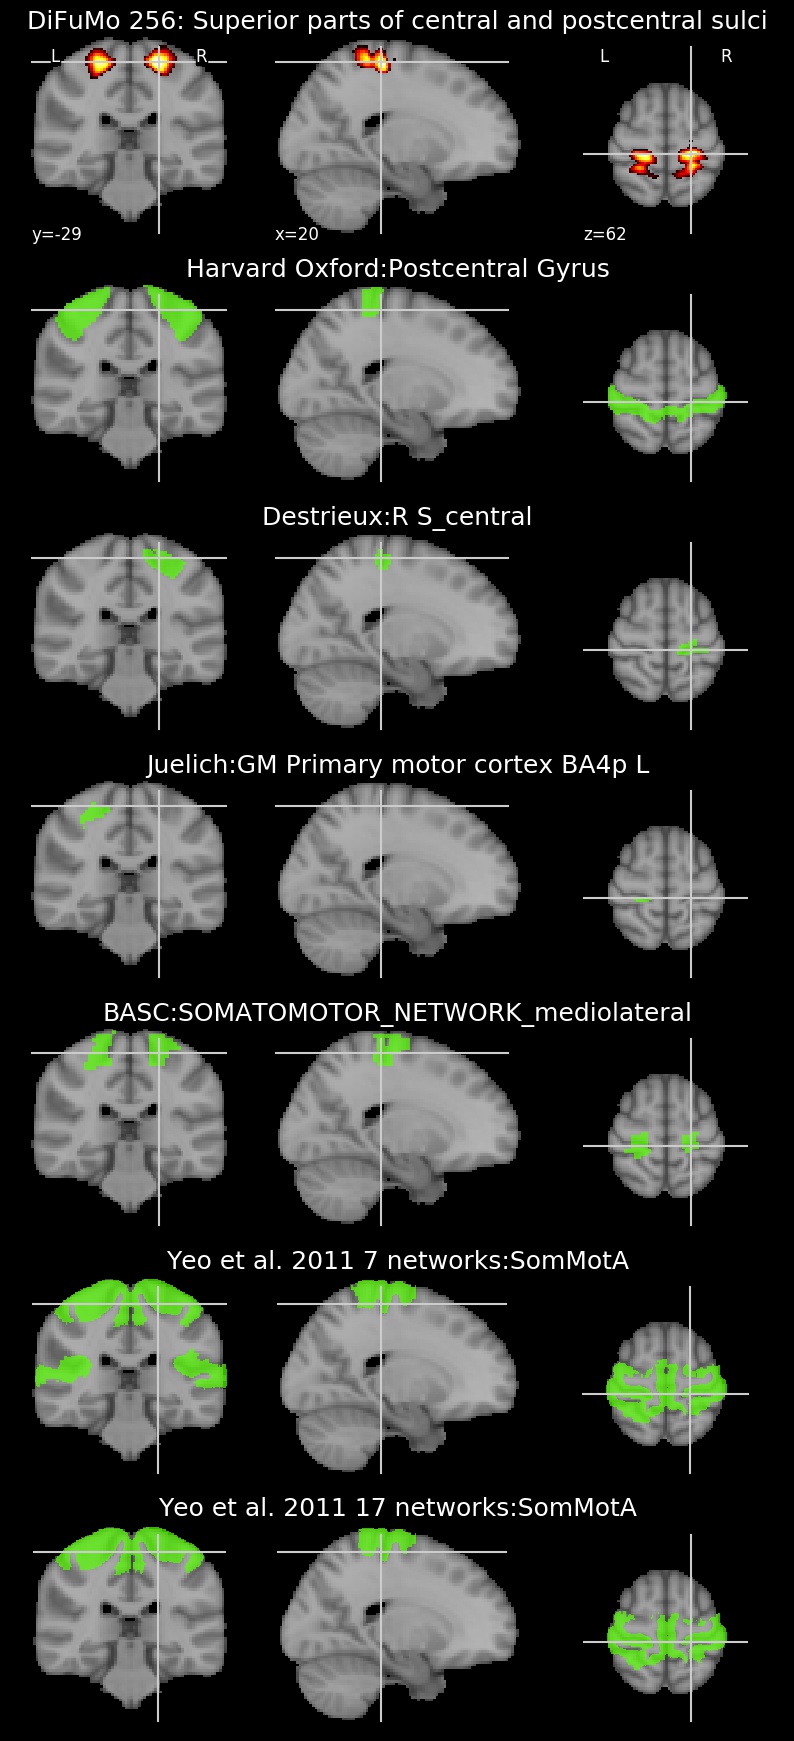 DiFuMo 256: Superior parts of central and postcentral sulci
L R L R
y=-29 x=20 z=62
Harvard Oxford:Postcentral Gyrus
Destrieux:R S_central
Juelich:GM Primary motor cortex BA4p L
BASC:SOMATOMOTOR_NETWORK_mediolateral
Yeo et al. 2011 7 networks:SomMotA
Yeo et al. 2011 17 networks:SomMotA